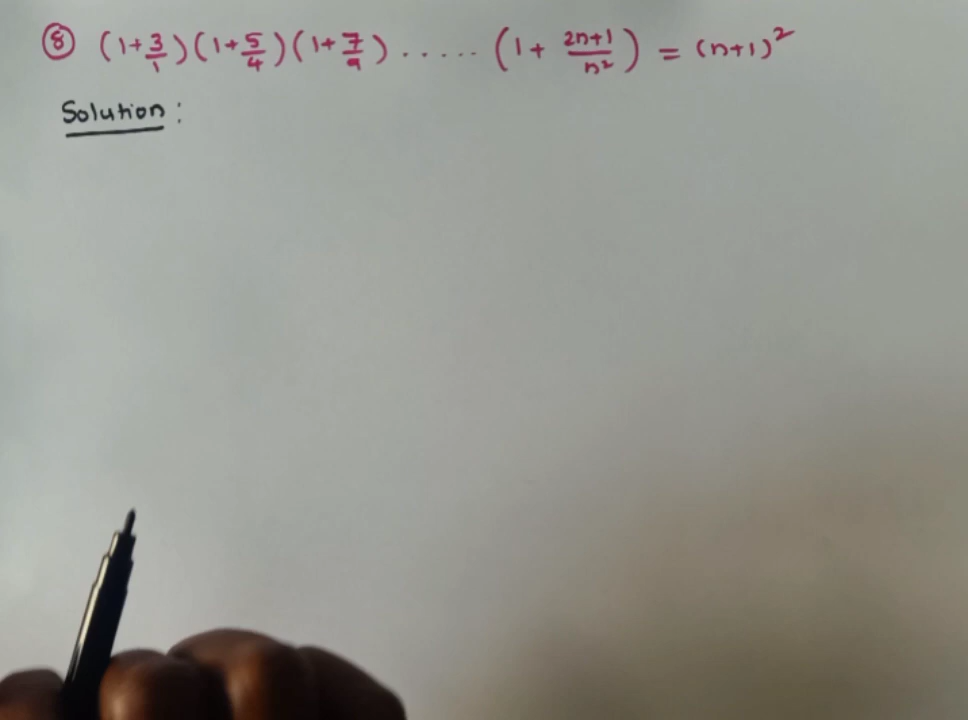 ⑧ (1+3/1)(1+5/4)(1+7/9)..... (1+ (2n+1)/n²) = (n+1)²
Solution :